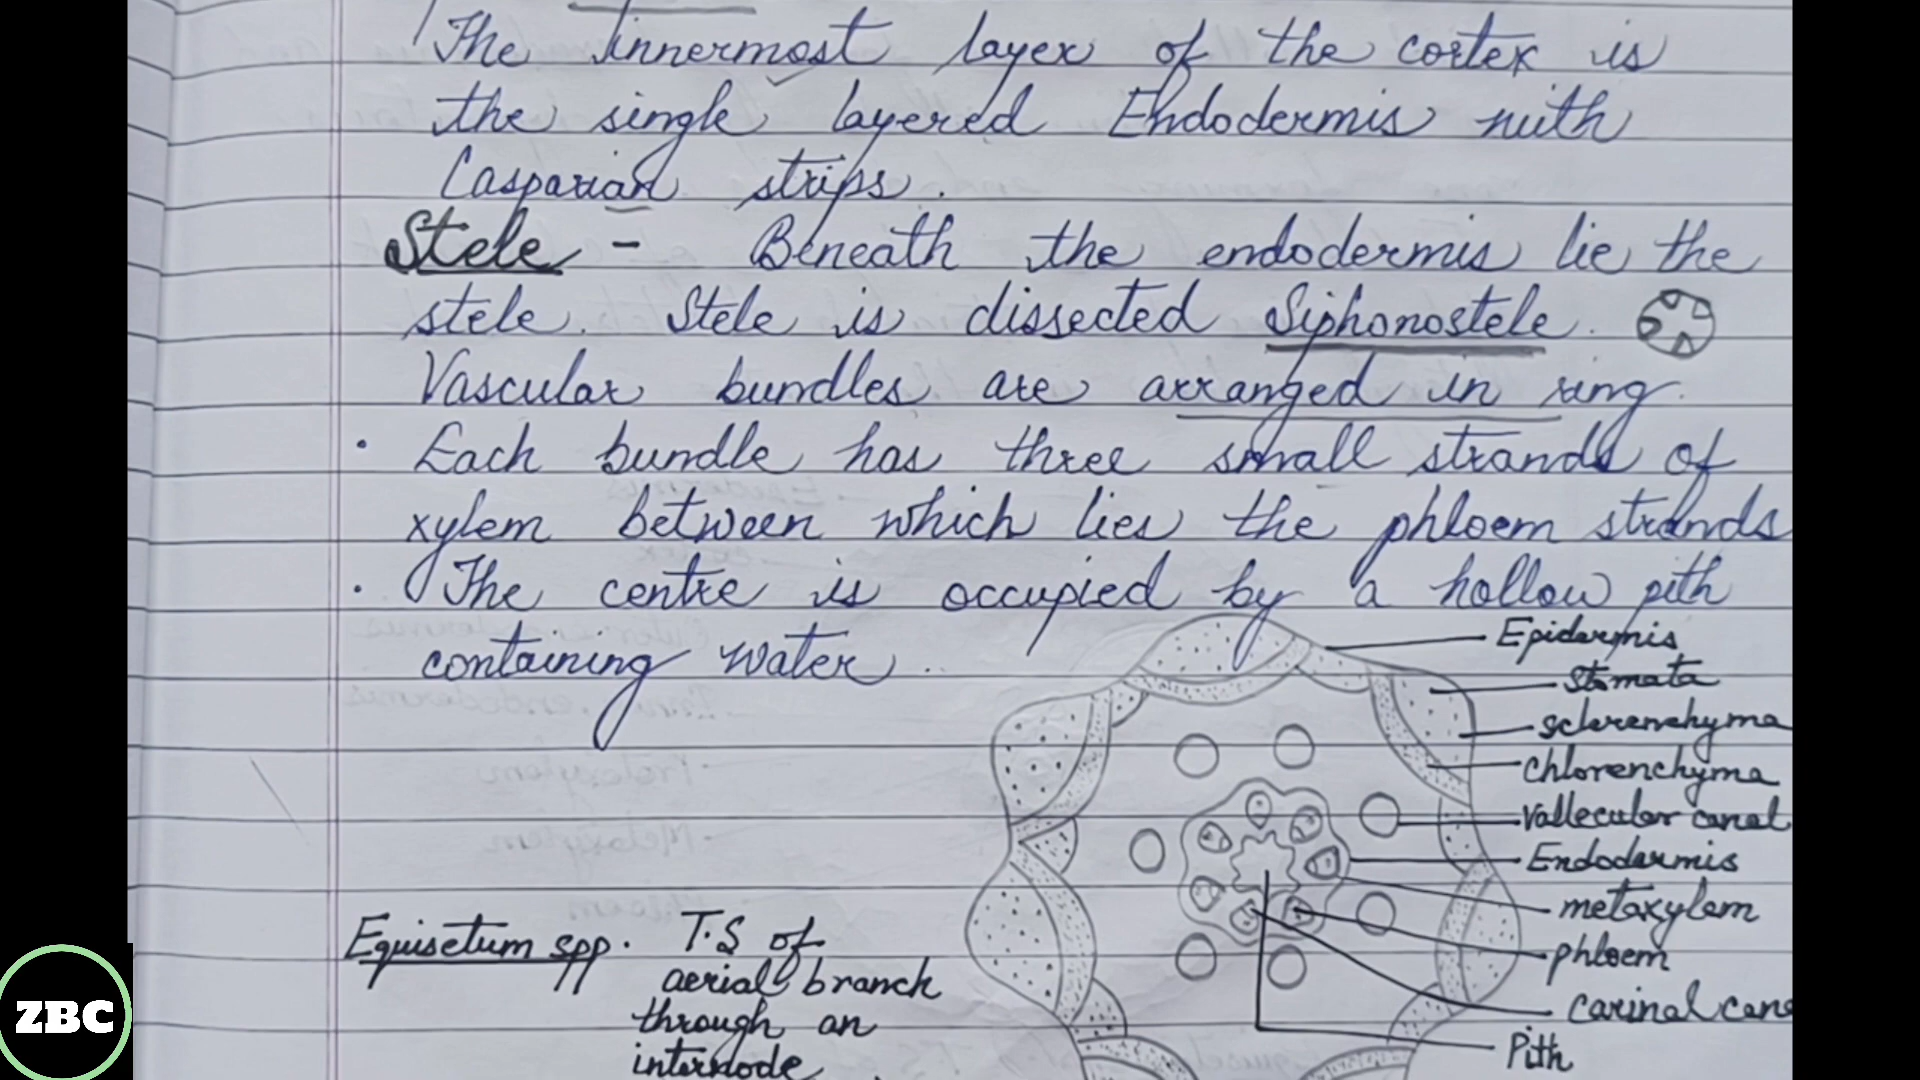 The innermost layer of the cortex is
the single layered Endodermis with
Casparian strips.
Stele - Beneath the endodermis lie the
stele. Stele is dissected Siphonostele.
Vascular bundles are arranged in ring.
· Each bundle has three small strands of
xylem between which lies the phloem strands
· The centre is occupied by a hollow pith
containing water.
Epidermis
Stomata
sclerenchyma
chlorenchyma
vallecular canal
Endodermis
metaxylem
phloem
carinal cana
Pith
Equisetum spp. T.S of
aerial branch
through an
internode
ZBC